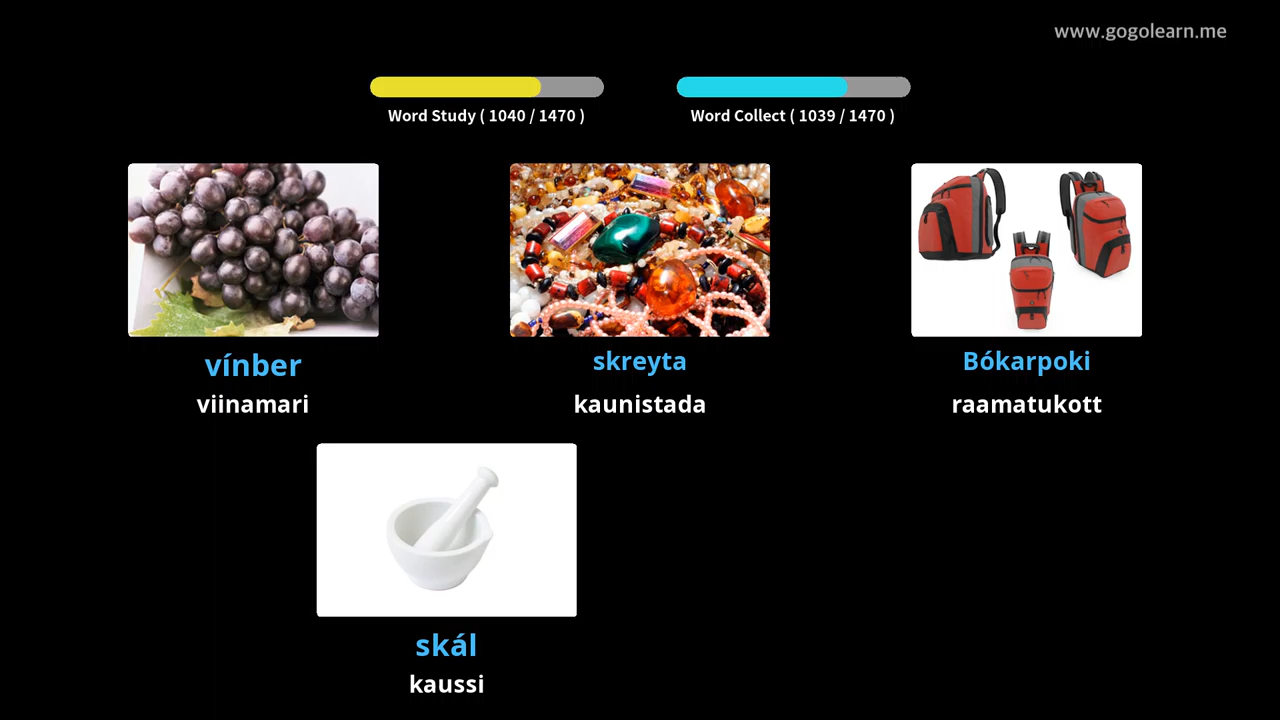 www.gogolearn.me
Word Study ( 1040 / 1470 )
Word Collect ( 1039 / 1470 )
vínber
viinamari
skreyta
kaunistada
Bókarpoki
raamatukott
skál
kaussi